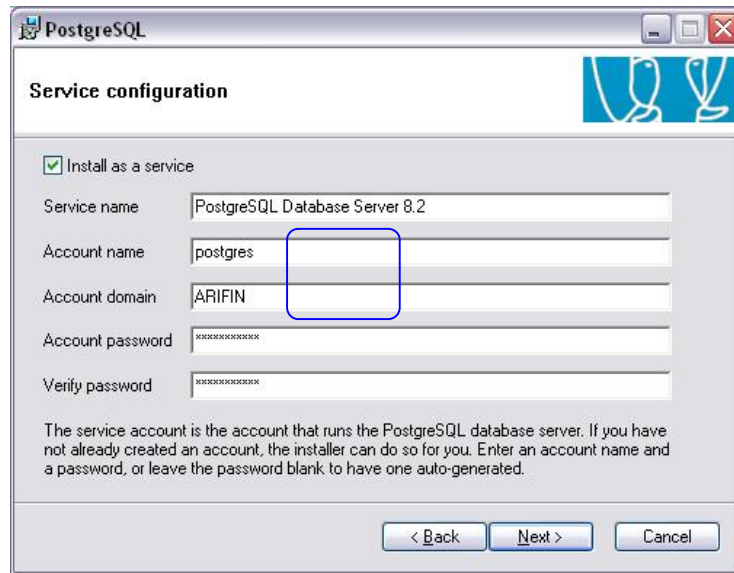 PostgreSQL
Service configuration
Install as a service
Service name PostgreSQL Database Server 8.2
Account name postgres
Account domain ARIFIN
Account password ***********
Verify password ***********
The service account is the account that runs the PostgreSQL database server. If you have
not already created an account, the installer can do so for you. Enter an account name and
a password, or leave the password blank to have one auto-generated.
< Back Next > Cancel